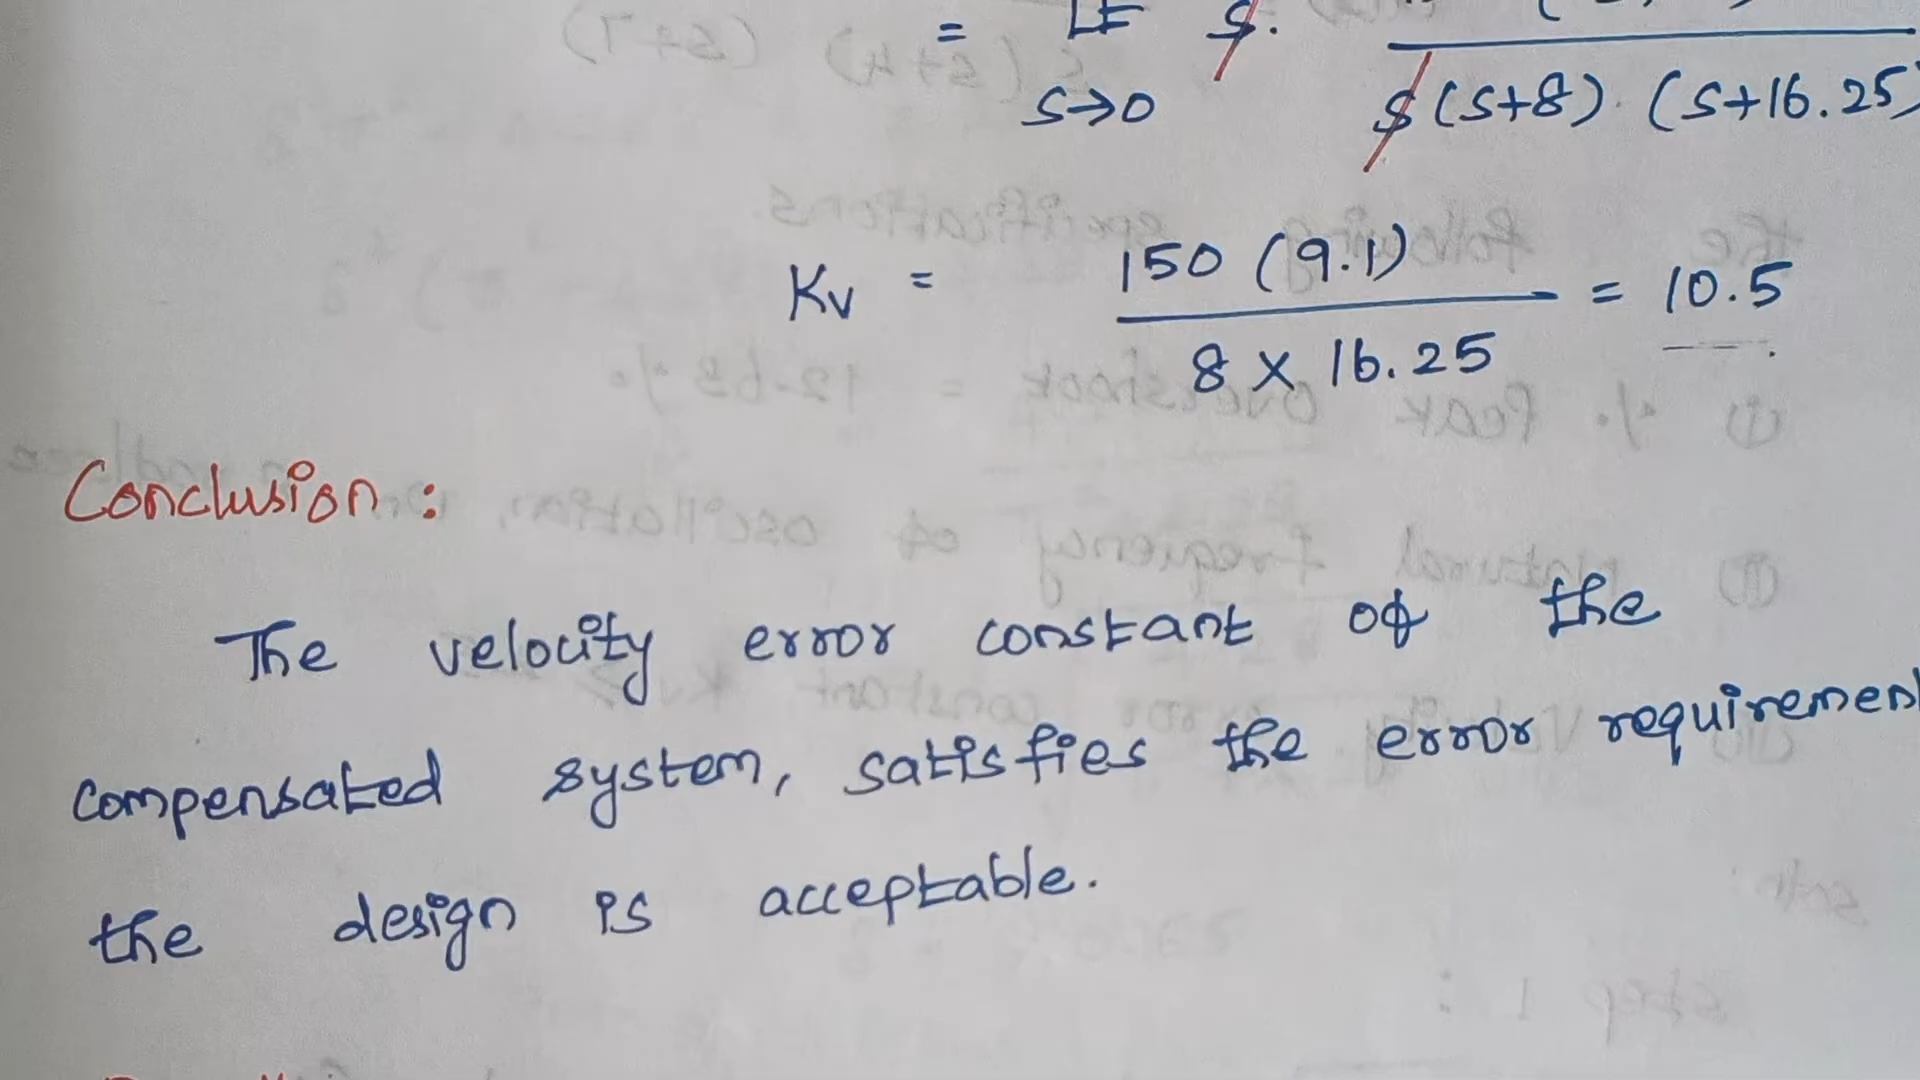 = Lt s.
s→0 s(s+8). (s+16.25)
Kv = 150 (9.1) / 8 x 16.25 = 10.5
Conclusion :
The velocity error constant of the
compensated system, satisfies the error requirement
the design is acceptable.